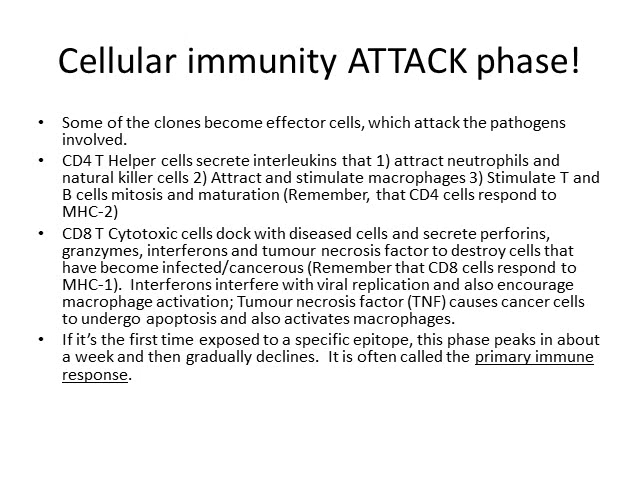 Cellular immunity ATTACK phase!
• Some of the clones become effector cells, which attack the pathogens
involved.
• CD4 T Helper cells secrete interleukins that 1) attract neutrophils and
natural killer cells 2) Attract and stimulate macrophages 3) Stimulate T and
B cells mitosis and maturation (Remember, that CD4 cells respond to
MHC-2)
• CD8 T Cytotoxic cells dock with diseased cells and secrete perforins,
granzymes, interferons and tumour necrosis factor to destroy cells that
have become infected/cancerous (Remember that CD8 cells respond to
MHC-1).  Interferons interfere with viral replication and also encourage
macrophage activation; Tumour necrosis factor (TNF) causes cancer cells
to undergo apoptosis and also activates macrophages.
• If it’s the first time exposed to a specific epitope, this phase peaks in about
a week and then gradually declines.  It is often called the primary immune
response.